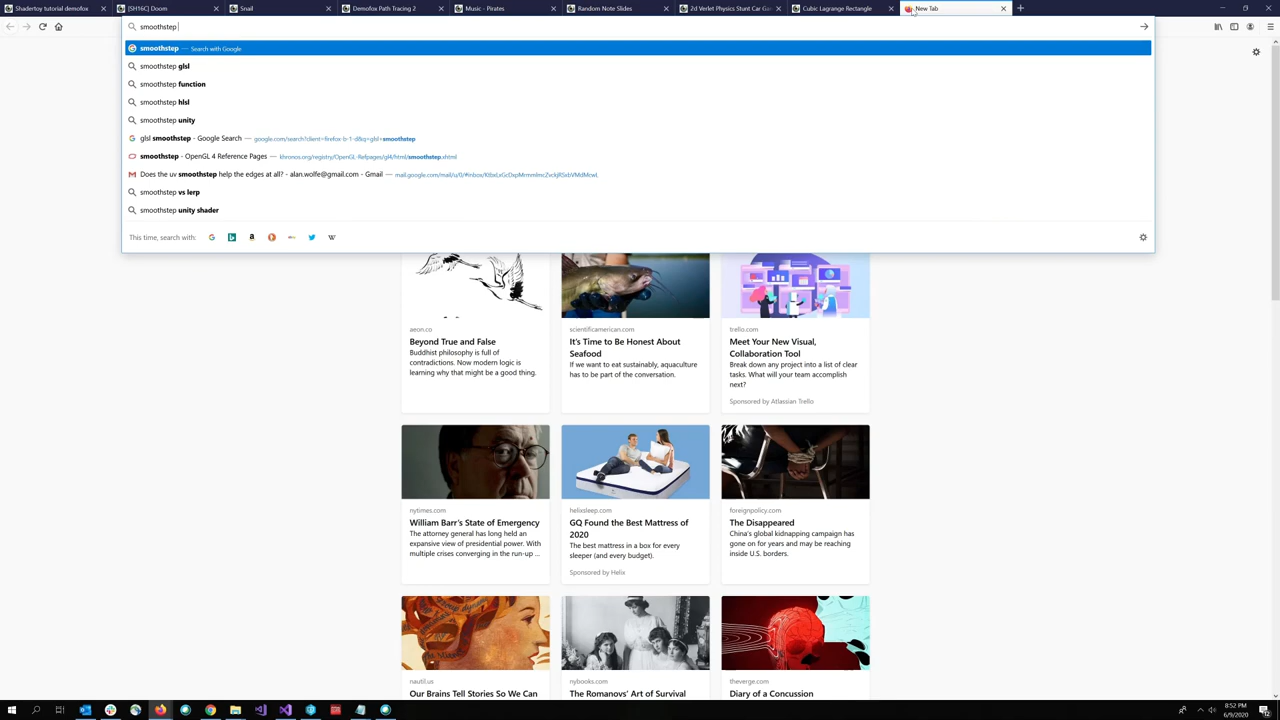 Shadertoy tutorial demofox
[SH16C] Doom
Snail
Demofox Path Tracing 2
Music - Pirates
Random Note Slides
2d Verlet Physics Stunt Car Ga
Cubic Lagrange Rectangle
New Tab
smoothstep
smoothstep — Search with Google
smoothstep glsl
smoothstep function
smoothstep hlsl
smoothstep unity
glsl smoothstep - Google Search — google.com/search?client=firefox-b-1-d&q=glsl+smoothstep
smoothstep - OpenGL 4 Reference Pages — khronos.org/registry/OpenGL-Refpages/gl4/html/smoothstep.xhtml
Does the uv smoothstep help the edges at all? - alan.wolfe@gmail.com - Gmail —
smoothstep vs lerp
smoothstep unity shader
This time, search with:
aeon.co
Beyond True and False
Buddhist philosophy is full of
contradictions. Now modern logic is
learning why that might be a good thing.
scientificamerican.com
It's Time to Be Honest About
Seafood
If we want to eat sustainably, aquaculture
has to be part of the conversation.
trello.com
Meet Your New Visual,
Collaboration Tool
Break down any project into a list of clear
tasks. What will your team accomplish
next?
Sponsored by Atlassian Trello
nytimes.com
William Barr's State of Emergency
The attorney general has long held an
expansive view of presidential power. With
multiple crises converging in the run-up ...
helixsleep.com
GQ Found the Best Mattress of
2020
The best mattress in a box for every
sleeper (and every budget).
Sponsored by Helix
foreignpolicy.com
The Disappeared
China's global kidnapping campaign has
gone on for years and may be reaching
inside U.S. borders.
nautil.us
Our Brains Tell Stories So We Can
nybooks.com
The Romanovs' Art of Survival
theverge.com
Diary of a Concussion
8:52 PM
6/9/2020